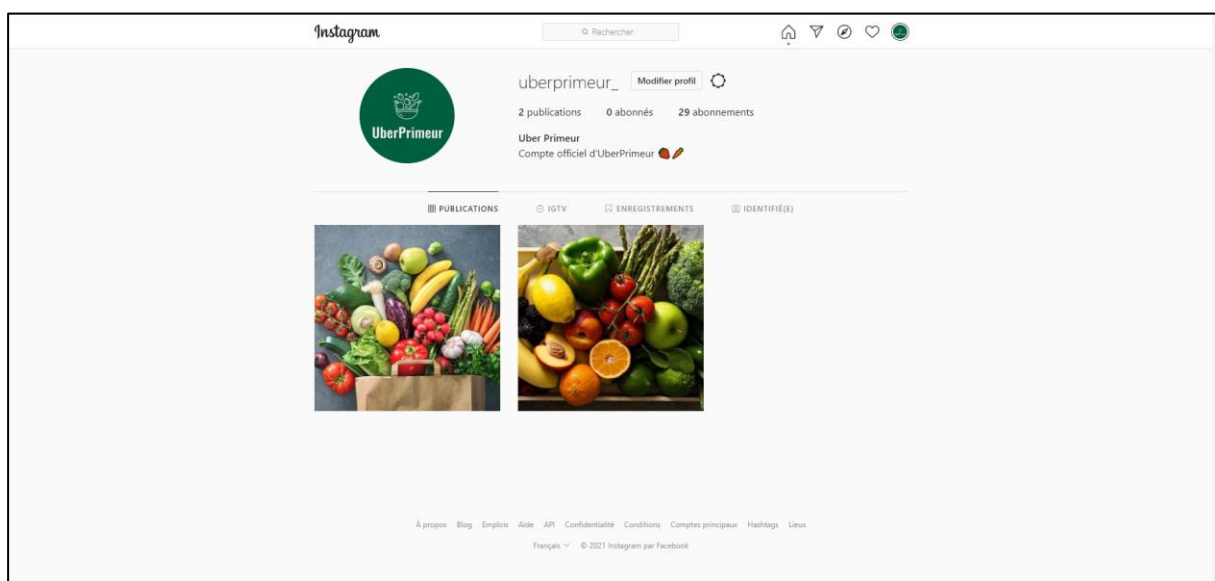 Instagram
Rechercher
UberPrimeur
uberprimeur_ Modifier profil
2 publications 0 abonnés 29 abonnements
Uber Primeur
Compte officiel d'UberPrimeur 🍓🥕
PUBLICATIONS IGTV ENREGISTREMENTS IDENTIFIÉ(E)
À propos Blog Emplois Aide API Confidentialité Conditions Comptes principaux Hashtags Lieux
Français © 2021 Instagram par Facebook